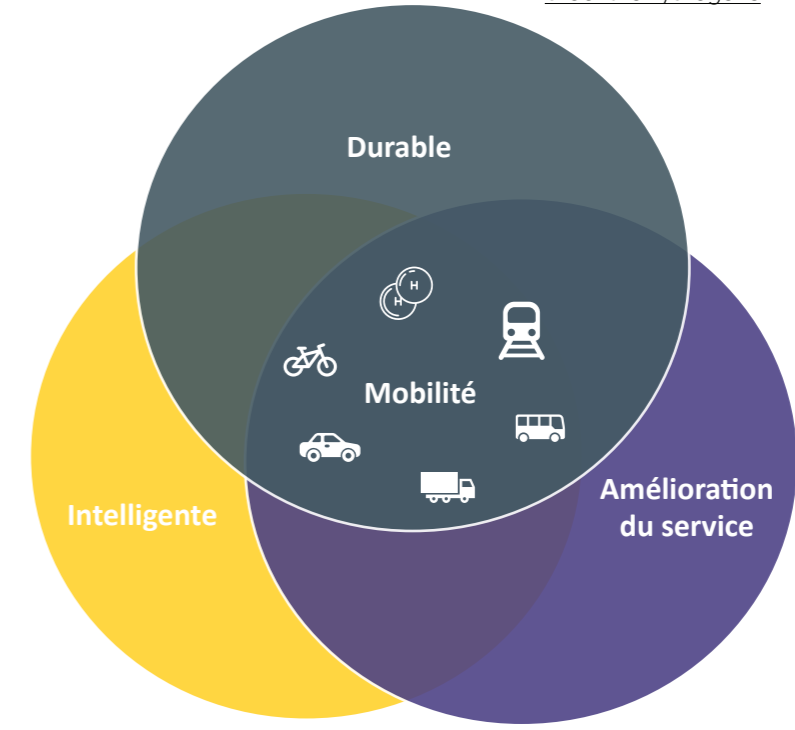 Durable
H
H
Mobilité
Intelligente
Amélioration
du service